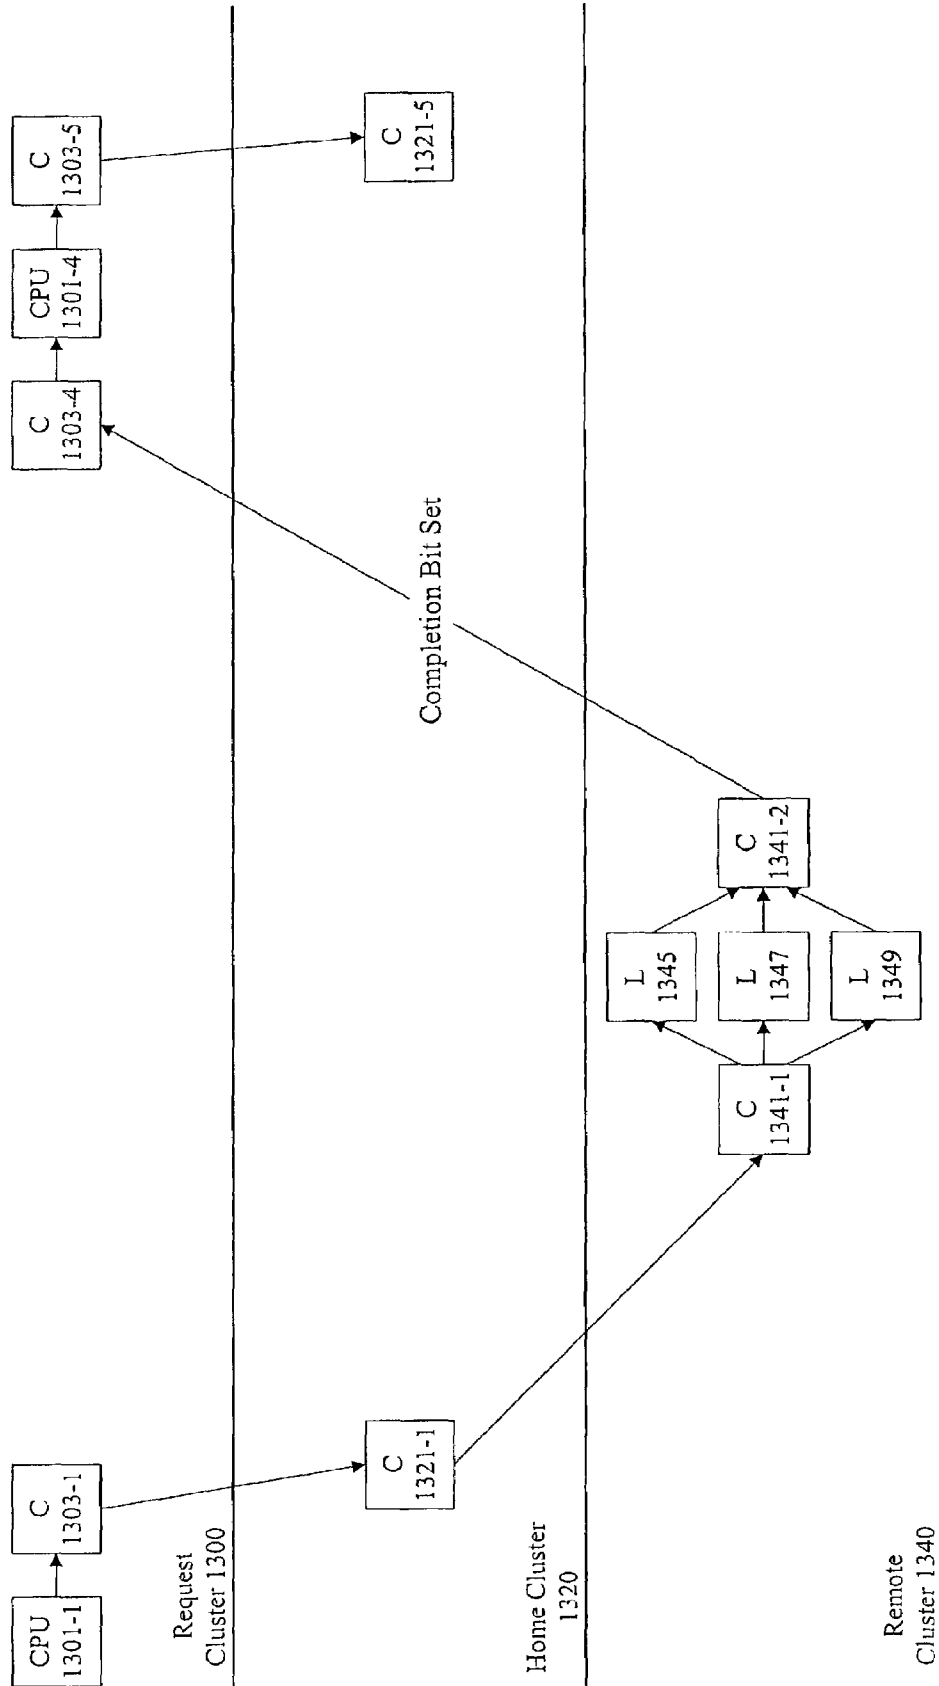 CPU
1301-1
C
1303-1
C
1303-4
CPU
1301-4
C
1303-5
Request
Cluster 1300
C
1321-1
Completion Bit Set
C
1321-5
Home Cluster
1320
C
1341-1
L
1345
L
1347
L
1349
C
1341-2
Remote
Cluster 1340